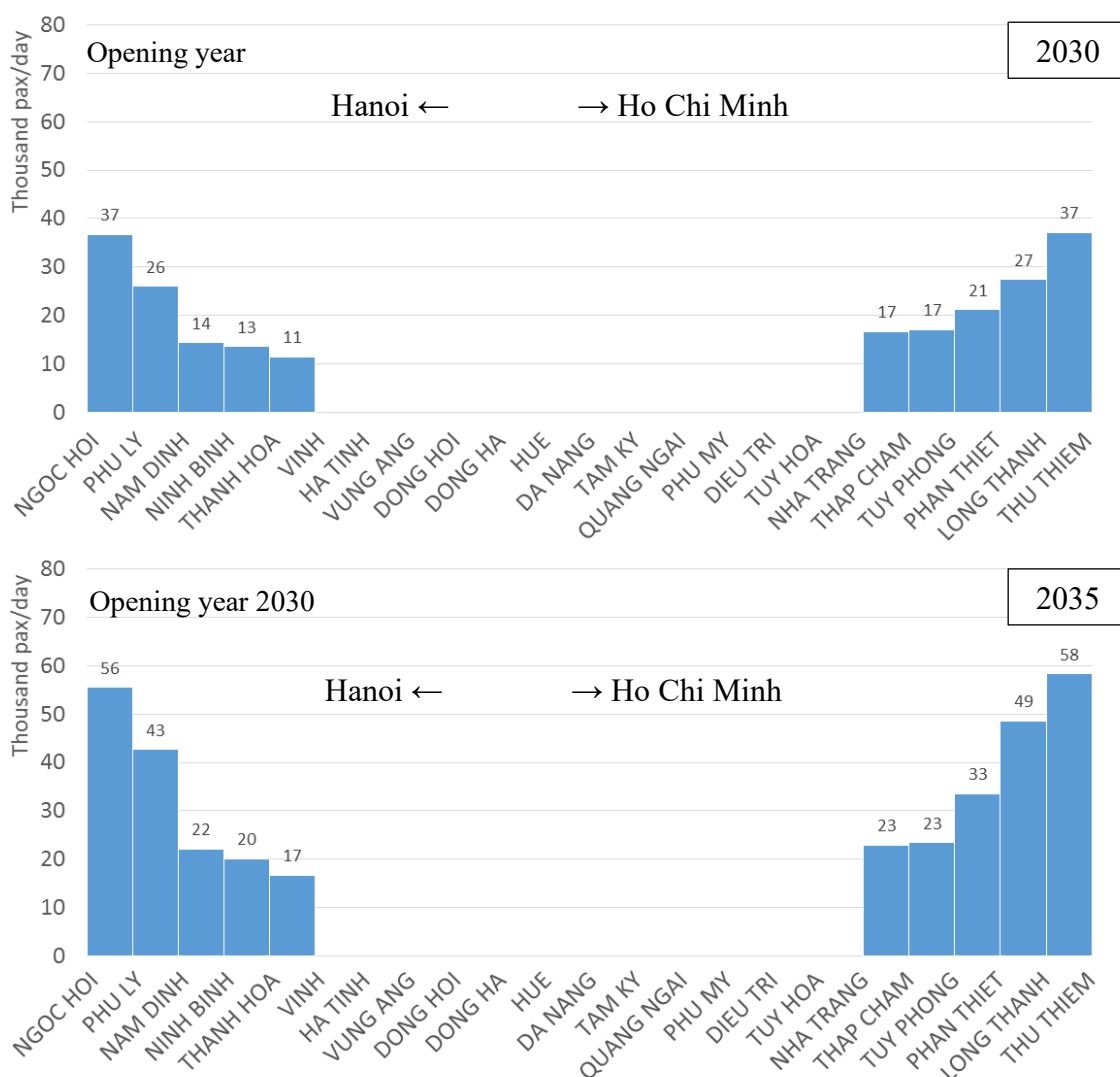 80
Opening year
2030
70
Hanoi ← → Ho Chi Minh
60
50
40
30
20
10
0
Thousand pax/day
37
26
14
13
11
17
17
21
27
37
NGOC HOI
PHU LY
NAM DINH
NINH BINH
THANH HOA
VINH
HA TINH
VUNG ANG
DONG HOI
DONG HA
HUE
DA NANG
TAM KY
QUANG NGAI
PHU MY
DIEU TRI
TUY HOA
NHA TRANG
THAP CHAM
TUY PHONG
PHAN THIET
LONG THANH
THU THIEM
80
Opening year 2030
2035
70
60
Hanoi ← → Ho Chi Minh
50
40
30
20
10
0
Thousand pax/day
56
43
22
20
17
23
23
33
49
58
NGOC HOI
PHU LY
NAM DINH
NINH BINH
THANH HOA
VINH
HA TINH
VUNG ANG
DONG HOI
DONG HA
HUE
DA NANG
TAM KY
QUANG NGAI
PHU MY
DIEU TRI
TUY HOA
NHA TRANG
THAP CHAM
TUY PHONG
PHAN THIET
LONG THANH
THU THIEM